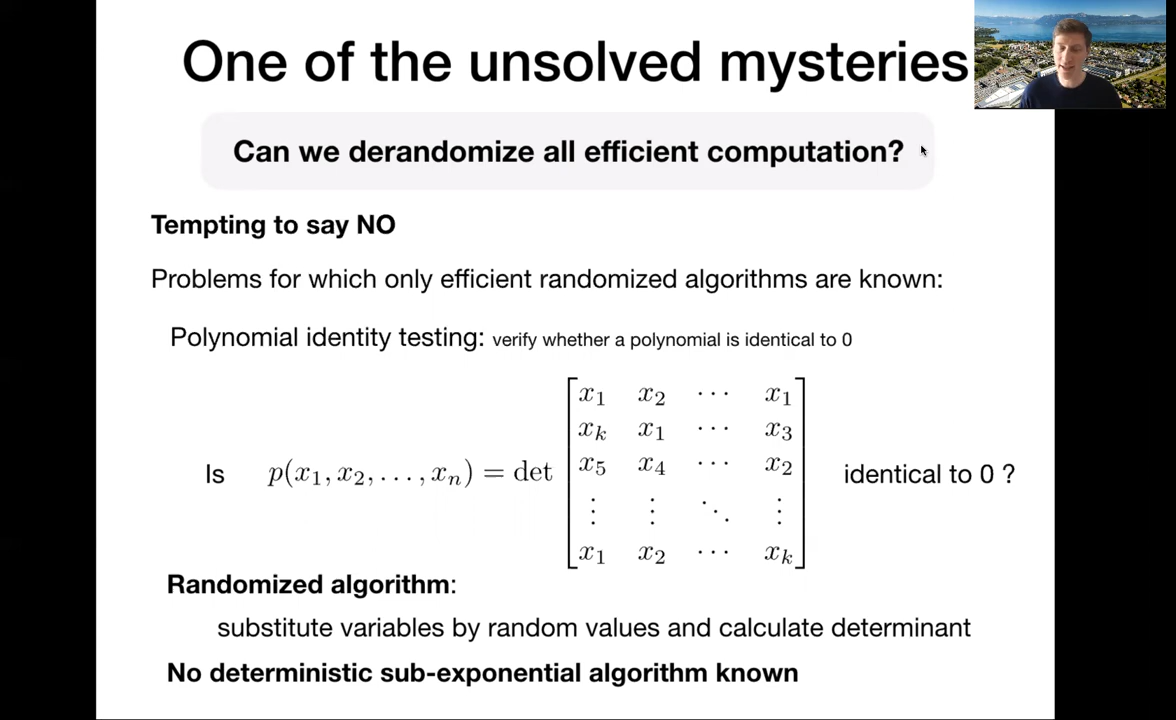 One of the unsolved mysteries
Can we derandomize all efficient computation?
Tempting to say NO
Problems for which only efficient randomized algorithms are known:
Polynomial identity testing: verify whether a polynomial is identical to 0
x₁ x₂ ⋯ x₁
xₖ x₁ ⋯ x₃
Is p(x₁, x₂, . . . , xₙ) = det x₅ x₄ ⋯ x₂ identical to 0 ?
⋮ ⋮ ⋱ ⋮
x₁ x₂ ⋯ xₖ
Randomized algorithm:
substitute variables by random values and calculate determinant
No deterministic sub-exponential algorithm known